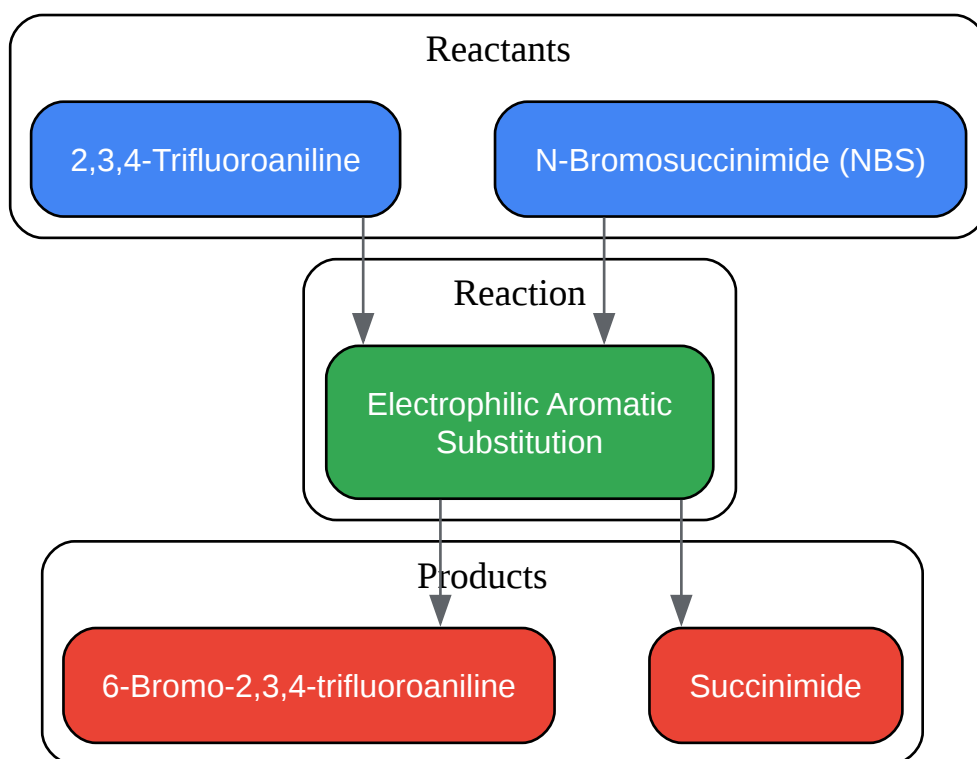 Reactants
2,3,4-Trifluoroaniline
N-Bromosuccinimide (NBS)
Reaction
Electrophilic Aromatic
Substitution
Products
6-Bromo-2,3,4-trifluoroaniline
Succinimide